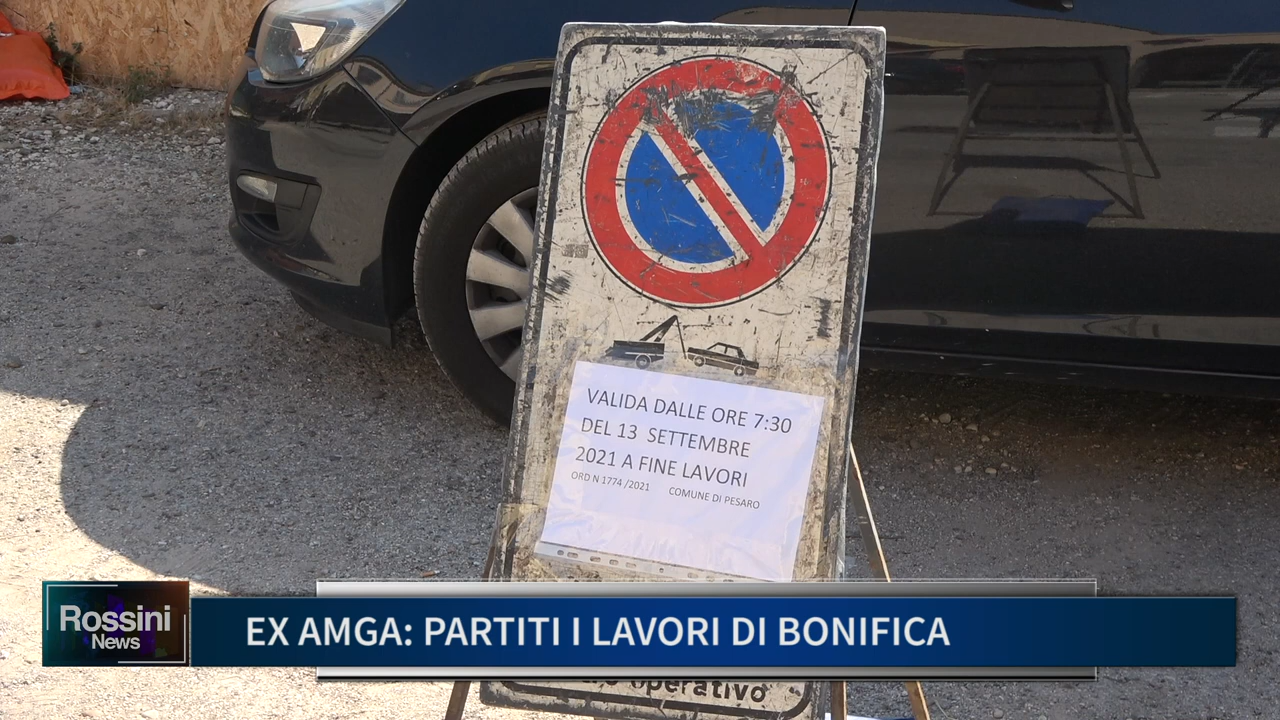 VALIDA DALLE ORE 7:30
DEL 13 SETTEMBRE
2021 A FINE LAVORI
ORD N 1774 /2021 COMUNE DI PESARO
Rossini
News
EX AMGA: PARTITI I LAVORI DI BONIFICA
operativo